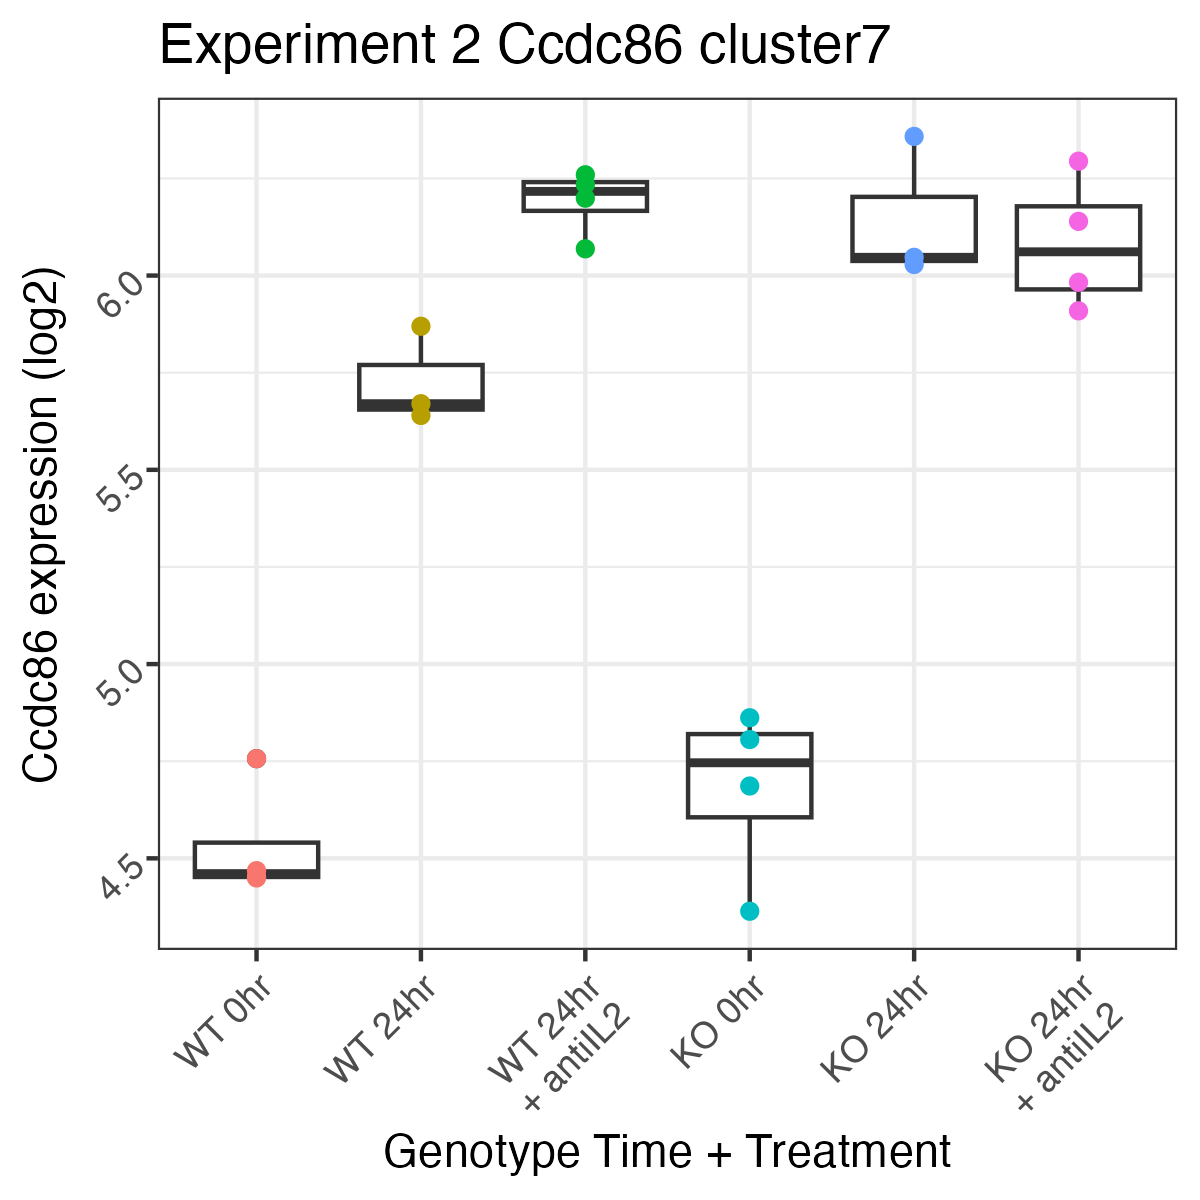 Experiment 2 Ccdc86 cluster7
Ccdc86 expression (log2)
6.0
5.5
5.0
4.5
WT 0hr
WT 24hr
WT 24hr
+ antiIL2
KO 0hr
KO 24hr
KO 24hr
+ antiIL2
Genotype Time + Treatment